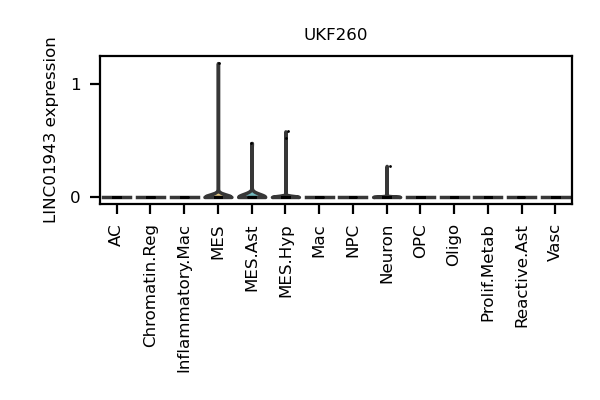 UKF260
LINC01943 expression
1
0
AC
Chromatin.Reg
Inflammatory.Mac
MES
MES.Ast
MES.Hyp
Mac
NPC
Neuron
OPC
Oligo
Prolif.Metab
Reactive.Ast
Vasc